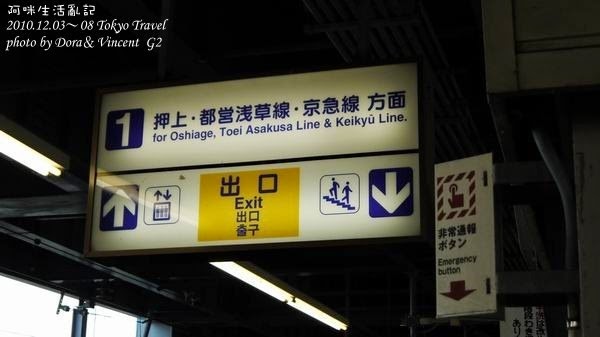 阿咪生活亂記
2010.12.03～08 Tokyo Travel
photo by Dora& Vincent G2
1
押上・都営浅草線・京急線 方面
for Oshiage, Toei Asakusa Line & Keikyū Line.
出口
Exit
出口
출구
非常通報
ボタン
Emergency
button